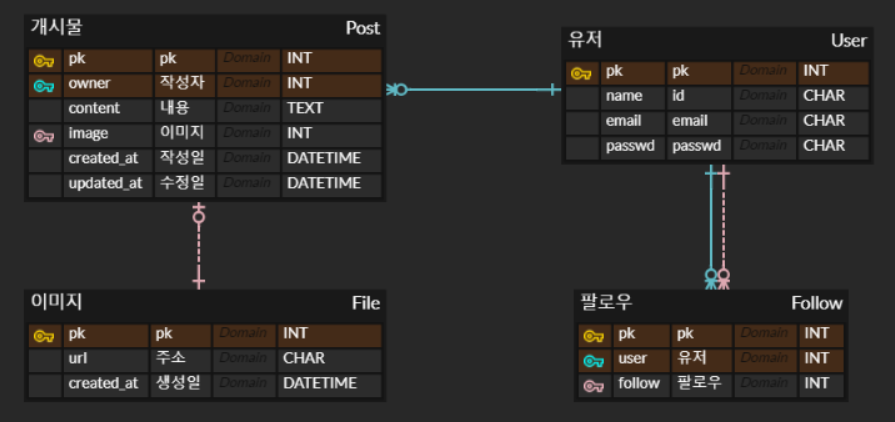 개시물 Post
pk pk Domain INT
owner 작성자 Domain INT
content 내용 Domain TEXT
image 이미지 Domain INT
created_at 작성일 Domain DATETIME
updated_at 수정일 Domain DATETIME
유저 User
pk pk Domain INT
name id Domain CHAR
email email Domain CHAR
passwd passwd Domain CHAR
이미지 File
pk pk Domain INT
url 주소 Domain CHAR
created_at 생성일 Domain DATETIME
팔로우 Follow
pk pk Domain INT
user 유저 Domain INT
follow 팔로우 Domain INT